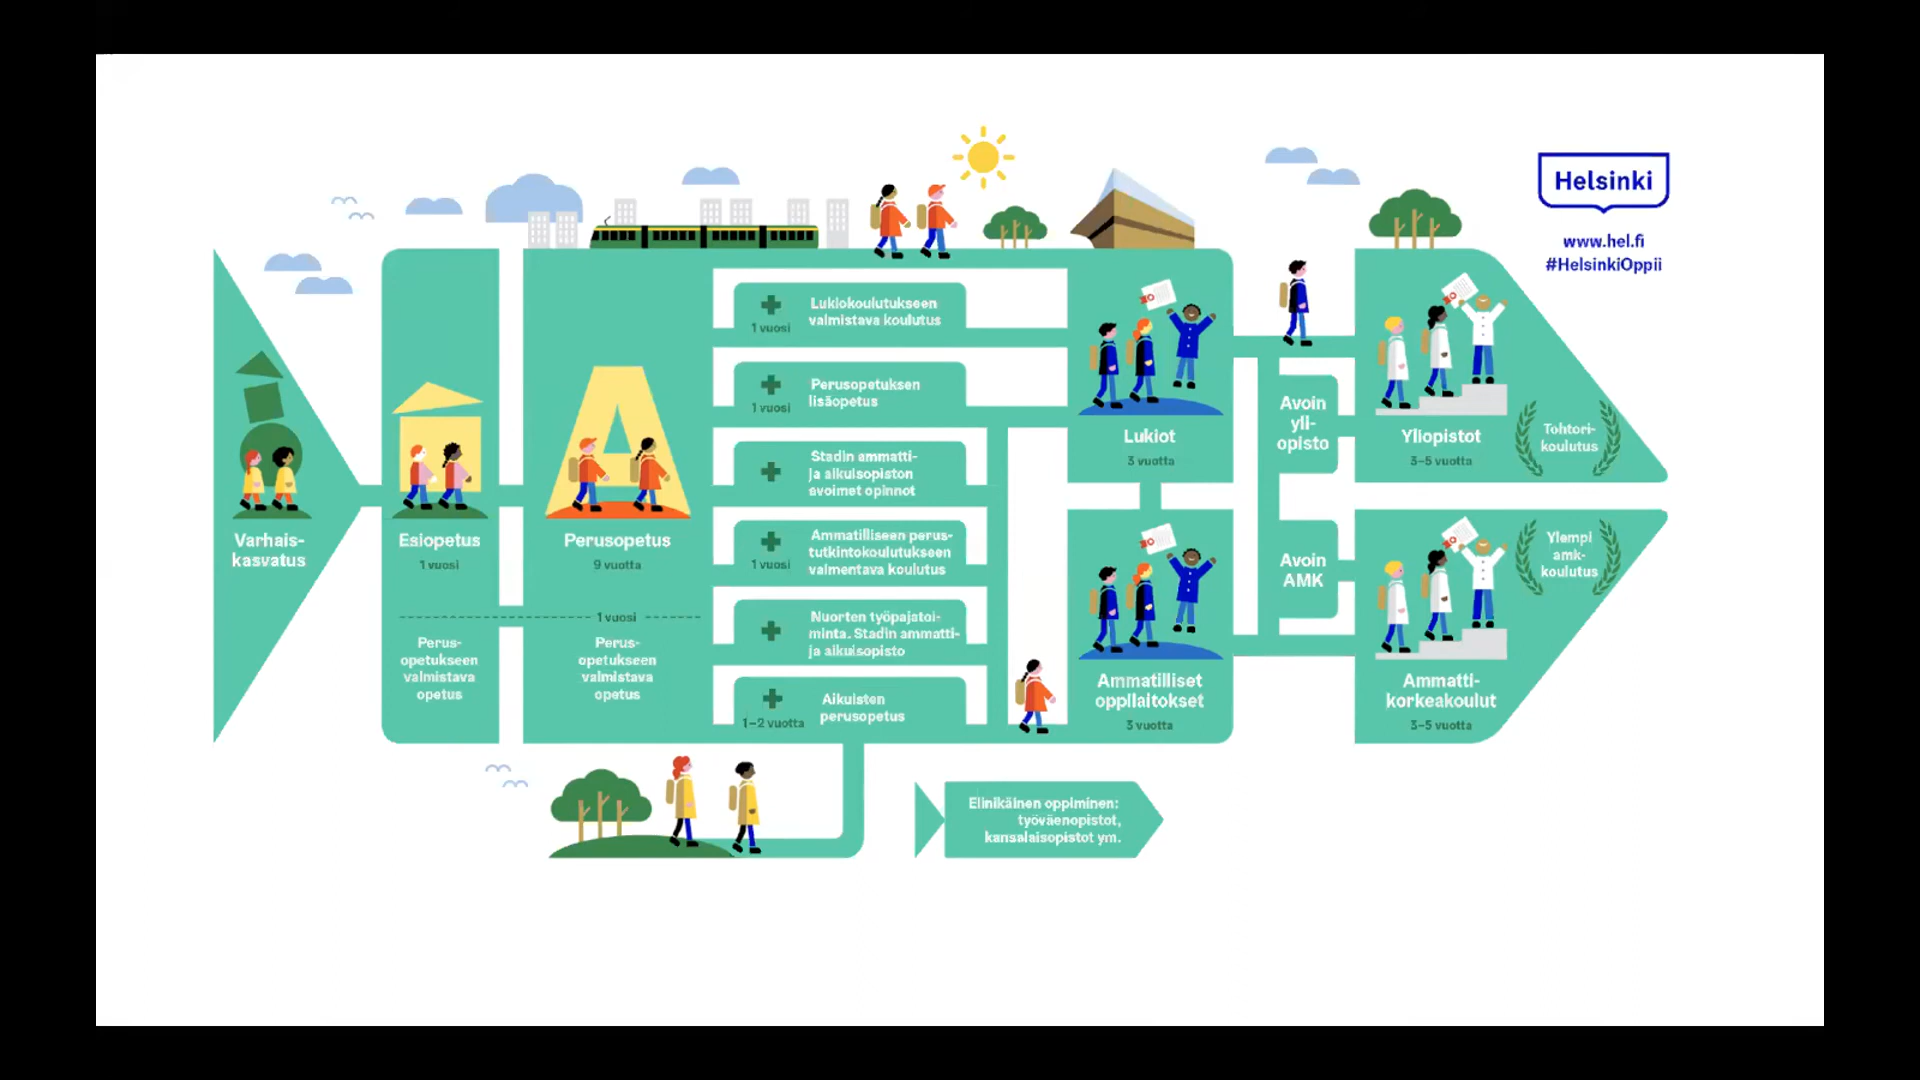 Helsinki
www.hel.fi
#HelsinkiOppii
Varhais-
kasvatus
Esiopetus
1 vuosi
Perusopetus
9 vuotta
1 vuosi
Perus-
opetukseen
valmistava
opetus
Perus-
opetukseen
valmistava
opetus
1 vuosi
Lukiokoulutukseen
valmistava koulutus
1 vuosi
Perusopetuksen
lisäopetus
Stadin ammatti-
ja aikuisopiston
avoimet opinnot
1 vuosi
Ammatilliseen perus-
tutkintokoulutukseen
valmentava koulutus
Nuorten työpajatoi-
minta. Stadin ammatti-
ja aikuisopisto
1–2 vuotta
Aikuisten
perusopetus
Lukiot
3 vuotta
Ammatilliset
oppilaitokset
3 vuotta
Avoin
yli-
opisto
Avoin
AMK
Yliopistot
3–5 vuotta
Tohtori-
koulutus
Ammatti-
korkeakoulut
3–5 vuotta
Ylempi
amk-
koulutus
Elinikäinen oppiminen:
työväenopistot,
kansalaisopistot ym.